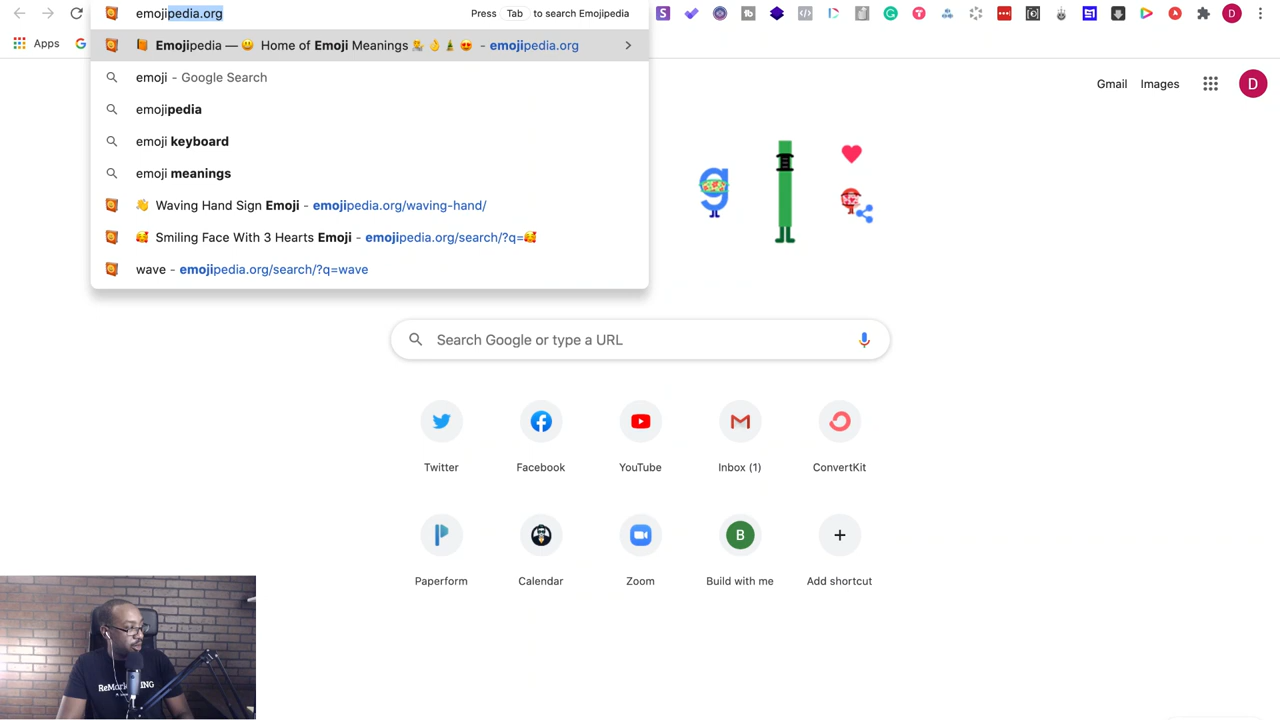 emojipedia.org
Press Tab to search Emojipedia
Apps
Emojipedia — 😃 Home of Emoji Meanings 💁👌🎄😍 - emojipedia.org
emoji - Google Search
emojipedia
emoji keyboard
emoji meanings
👋 Waving Hand Sign Emoji - emojipedia.org/waving-hand/
🥰 Smiling Face With 3 Hearts Emoji - emojipedia.org/search/?q=🥰
wave - emojipedia.org/search/?q=wave
Gmail
Images
D
D
Search Google or type a URL
Twitter
Facebook
YouTube
Inbox (1)
ConvertKit
B
Paperform
Calendar
Zoom
Build with me
Add shortcut